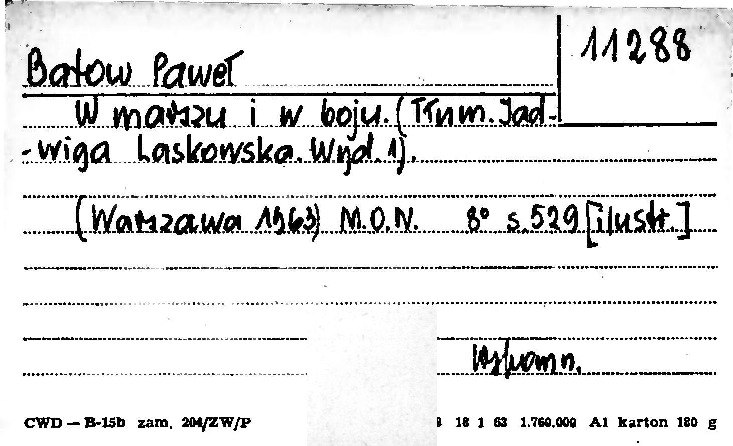 11288
Batow Paweł
W marszu i w boju. (Tłum. Jad-
-wiga Laskowska. Wyd. 1).
(Warszawa 1963) M.O.N. 8° s. 529 [ilustr.]
Wspomn.
CWD — B-15b zam. 204/ZW/P 18 1 63 1.760.000 A1 karton 180 g